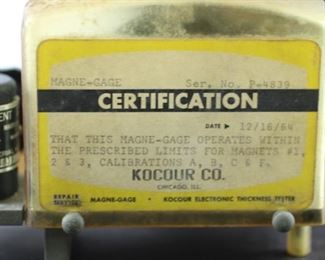 MAGNE-GAGE Ser. No. P-4839
CERTIFICATION
DATE ► 12/16/64
THAT THIS MAGNE-GAGE OPERATES WITHIN
THE PRESCRIBED LIMITS FOR MAGNETS #1,
2 & 3, CALIBRATIONS A, B, C & F.
KOCOUR CO.
CHICAGO, ILL.
REPAIR
MAGNE-GAGE • KOCOUR ELECTRONIC THICKNESS TESTER